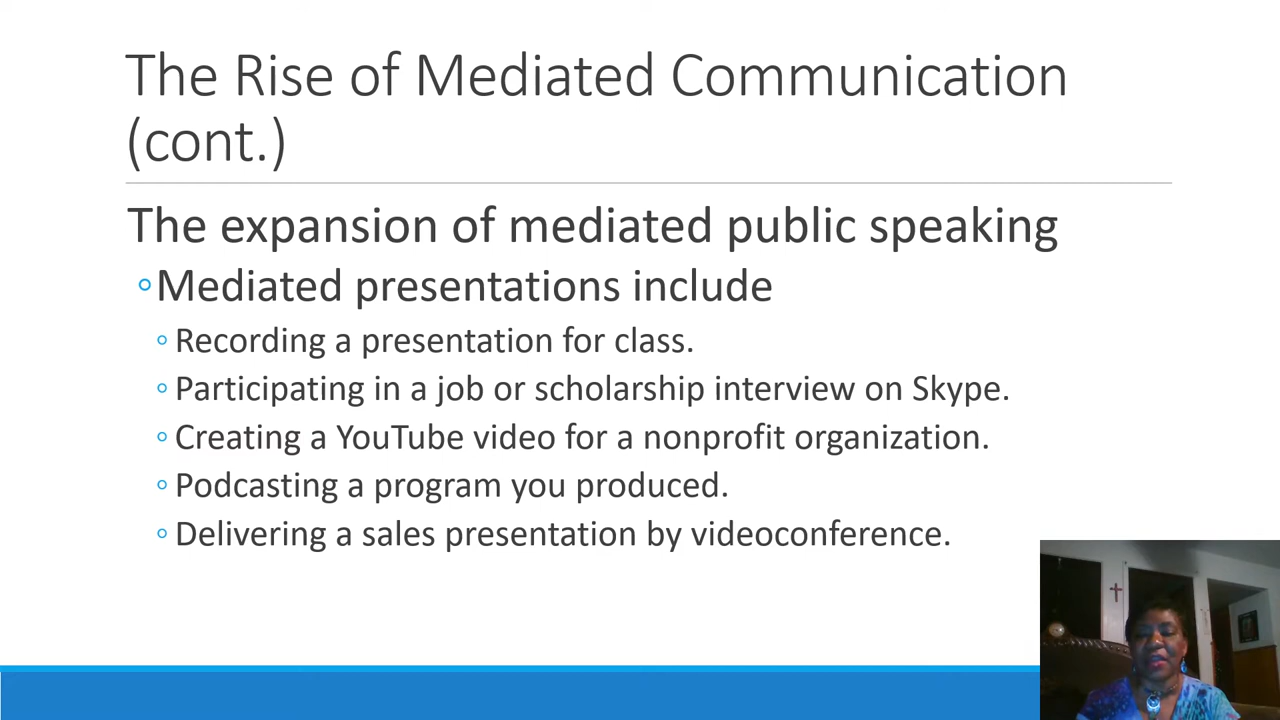 The Rise of Mediated Communication
(cont.)
The expansion of mediated public speaking
◦Mediated presentations include
◦Recording a presentation for class.
◦Participating in a job or scholarship interview on Skype.
◦Creating a YouTube video for a nonprofit organization.
◦Podcasting a program you produced.
◦Delivering a sales presentation by videoconference.